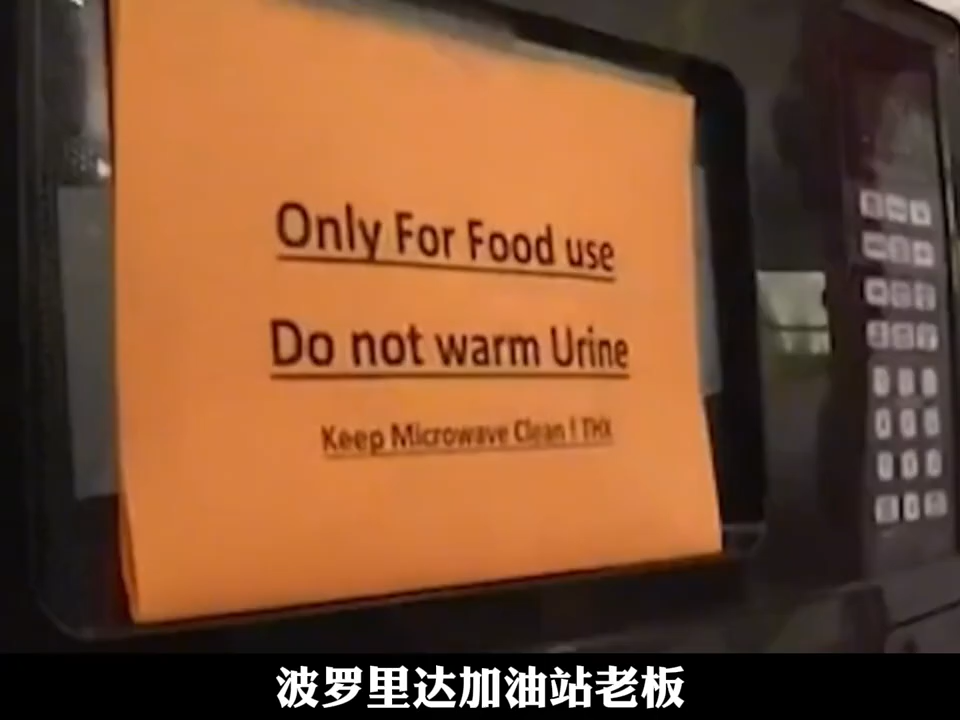 Only For Food use
Do not warm Urine
Keep Microwave Clean ! THX
波罗里达加油站老板